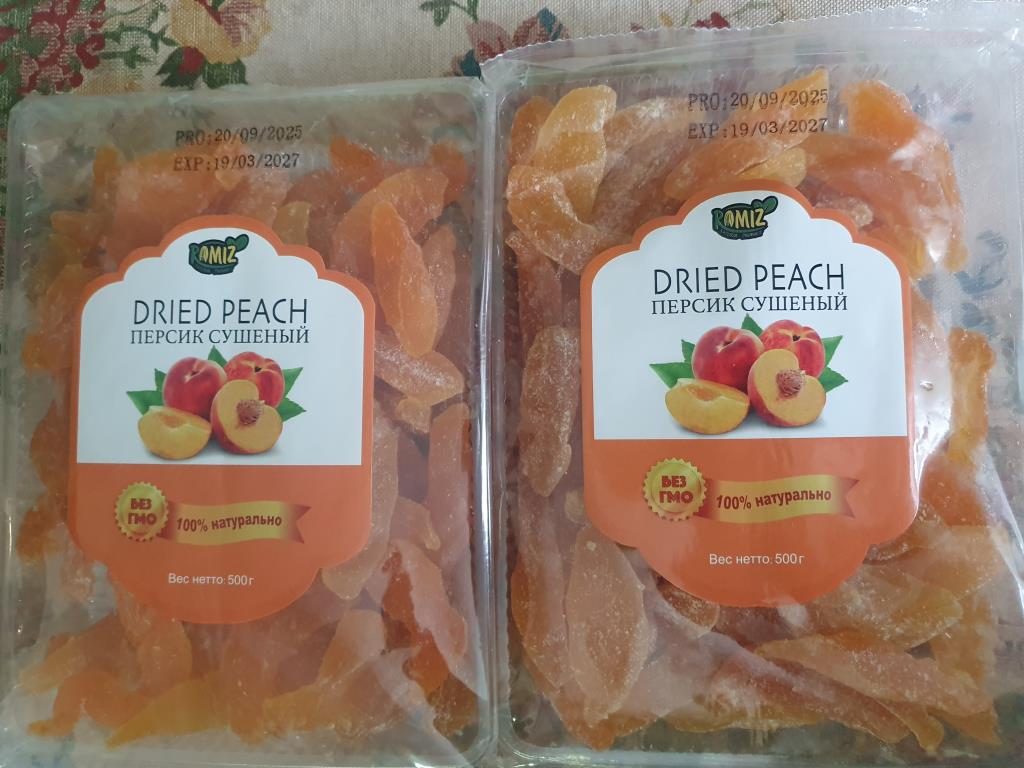 PRO:20/09/2025
EXP:19/03/2027
RAMIZ
DRIED PEACH
ПЕРСИК СУШЕНЫЙ
БЕЗ
ГМО
100% натурально
Вес нетто: 500г
PRO:20/09/2025
EXP:19/03/2027
RAMIZ
DRIED PEACH
ПЕРСИК СУШЕНЫЙ
БЕЗ
ГМО
100% натурально
Вес нетто: 500г